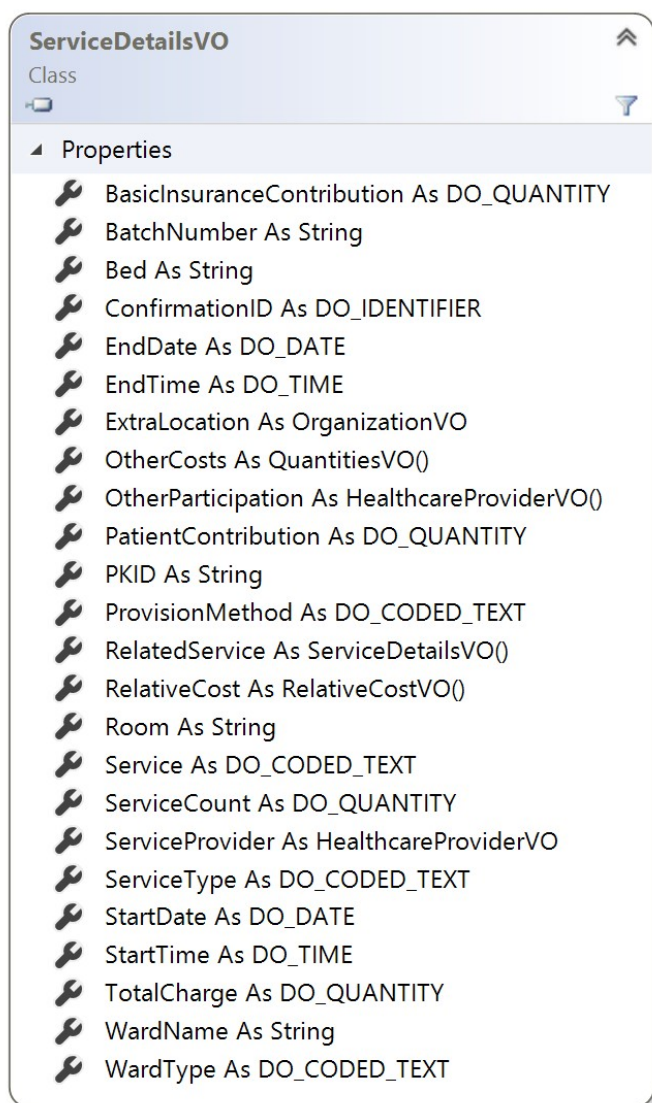 ServiceDetailsVO
Class
Properties
BasicInsuranceContribution As DO_QUANTITY
BatchNumber As String
Bed As String
ConfirmationID As DO_IDENTIFIER
EndDate As DO_DATE
EndTime As DO_TIME
ExtraLocation As OrganizationVO
OtherCosts As QuantitiesVO()
OtherParticipation As HealthcareProviderVO()
PatientContribution As DO_QUANTITY
PKID As String
ProvisionMethod As DO_CODED_TEXT
RelatedService As ServiceDetailsVO()
RelativeCost As RelativeCostVO()
Room As String
Service As DO_CODED_TEXT
ServiceCount As DO_QUANTITY
ServiceProvider As HealthcareProviderVO
ServiceType As DO_CODED_TEXT
StartDate As DO_DATE
StartTime As DO_TIME
TotalCharge As DO_QUANTITY
WardName As String
WardType As DO_CODED_TEXT